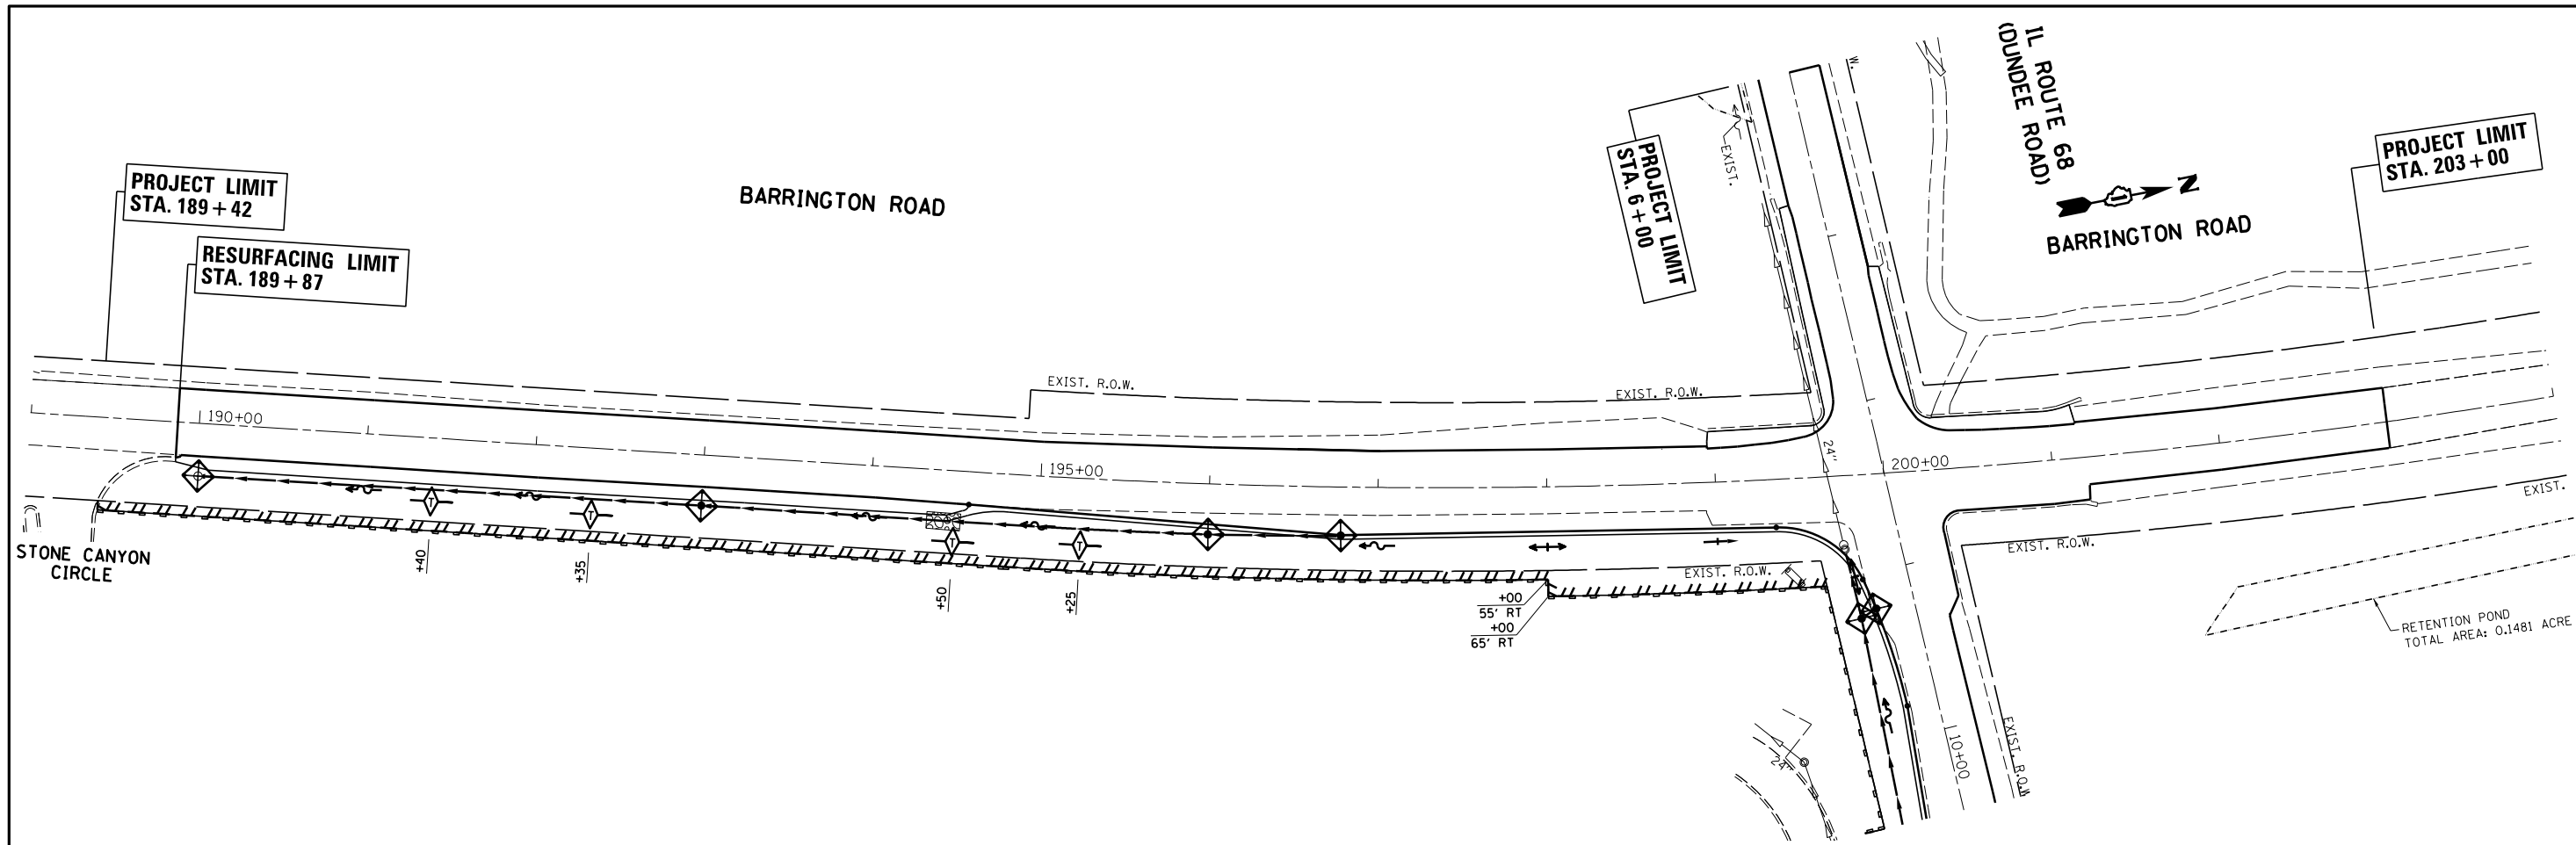 PROJECT LIMIT
STA. 189+42
RESURFACING LIMIT
STA. 189+87
BARRINGTON ROAD
PROJECT LIMIT
STA. 6+00
EXIST.
W.
IL ROUTE 68
(DUNDEE ROAD)
N
BARRINGTON ROAD
PROJECT LIMIT
STA. 203+00
EXIST. R.O.W.
EXIST. R.O.W.
190+00
195+00
200+00
24"
STONE CANYON
CIRCLE
T
T
T
T
+40
+35
+50
+25
+00
55' RT
+00
65' RT
EXIST. R.O.W.
EXIST. R.O.W.
EXIST.
RETENTION POND
TOTAL AREA: 0.1481 ACRE
10+00
EXIST. R.O.W
24"